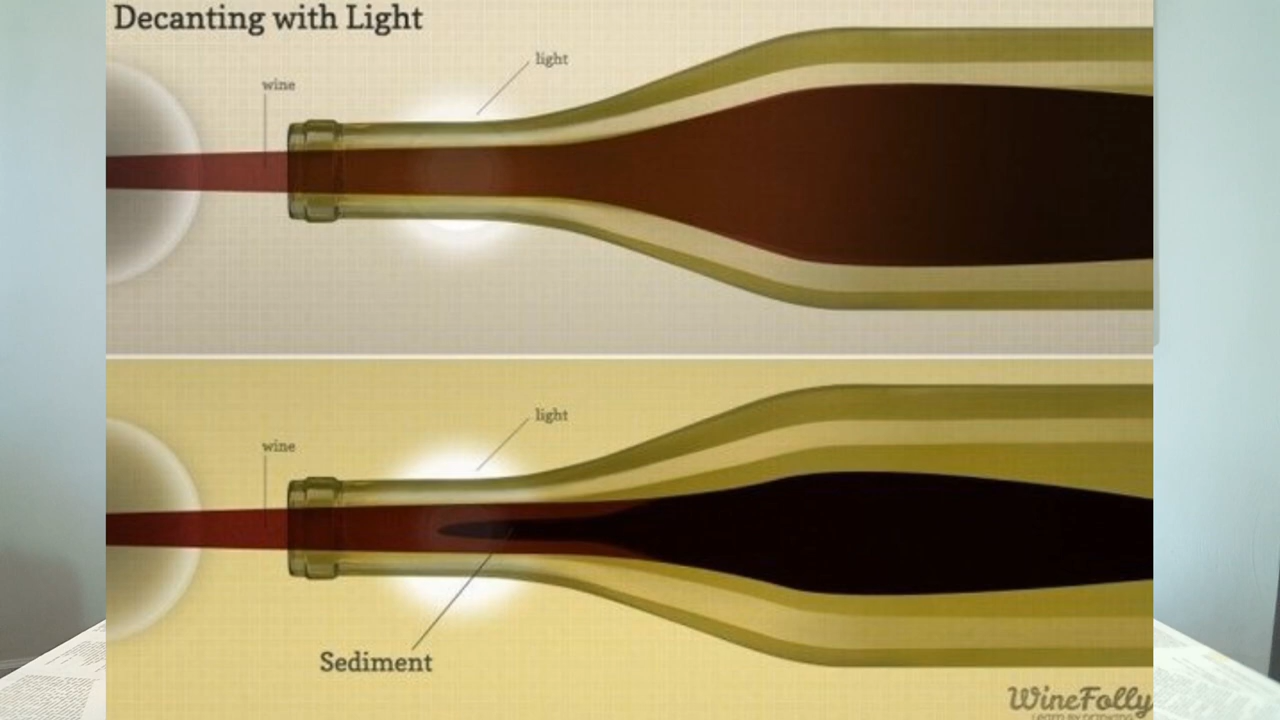 Decanting with Light
light
wine
light
wine
Sediment
WineFolly